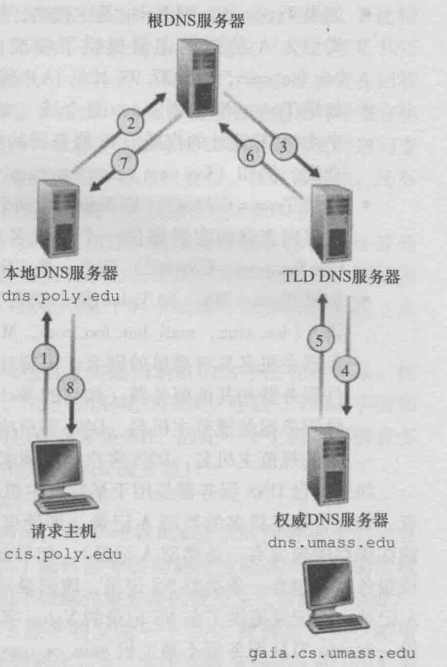 根DNS服务器
2
3
7
6
本地DNS服务器
dns.poly.edu
TLD DNS服务器
1
8
5
4
请求主机
cis.poly.edu
权威DNS服务器
dns.umass.edu
gaia.cs.umass.edu